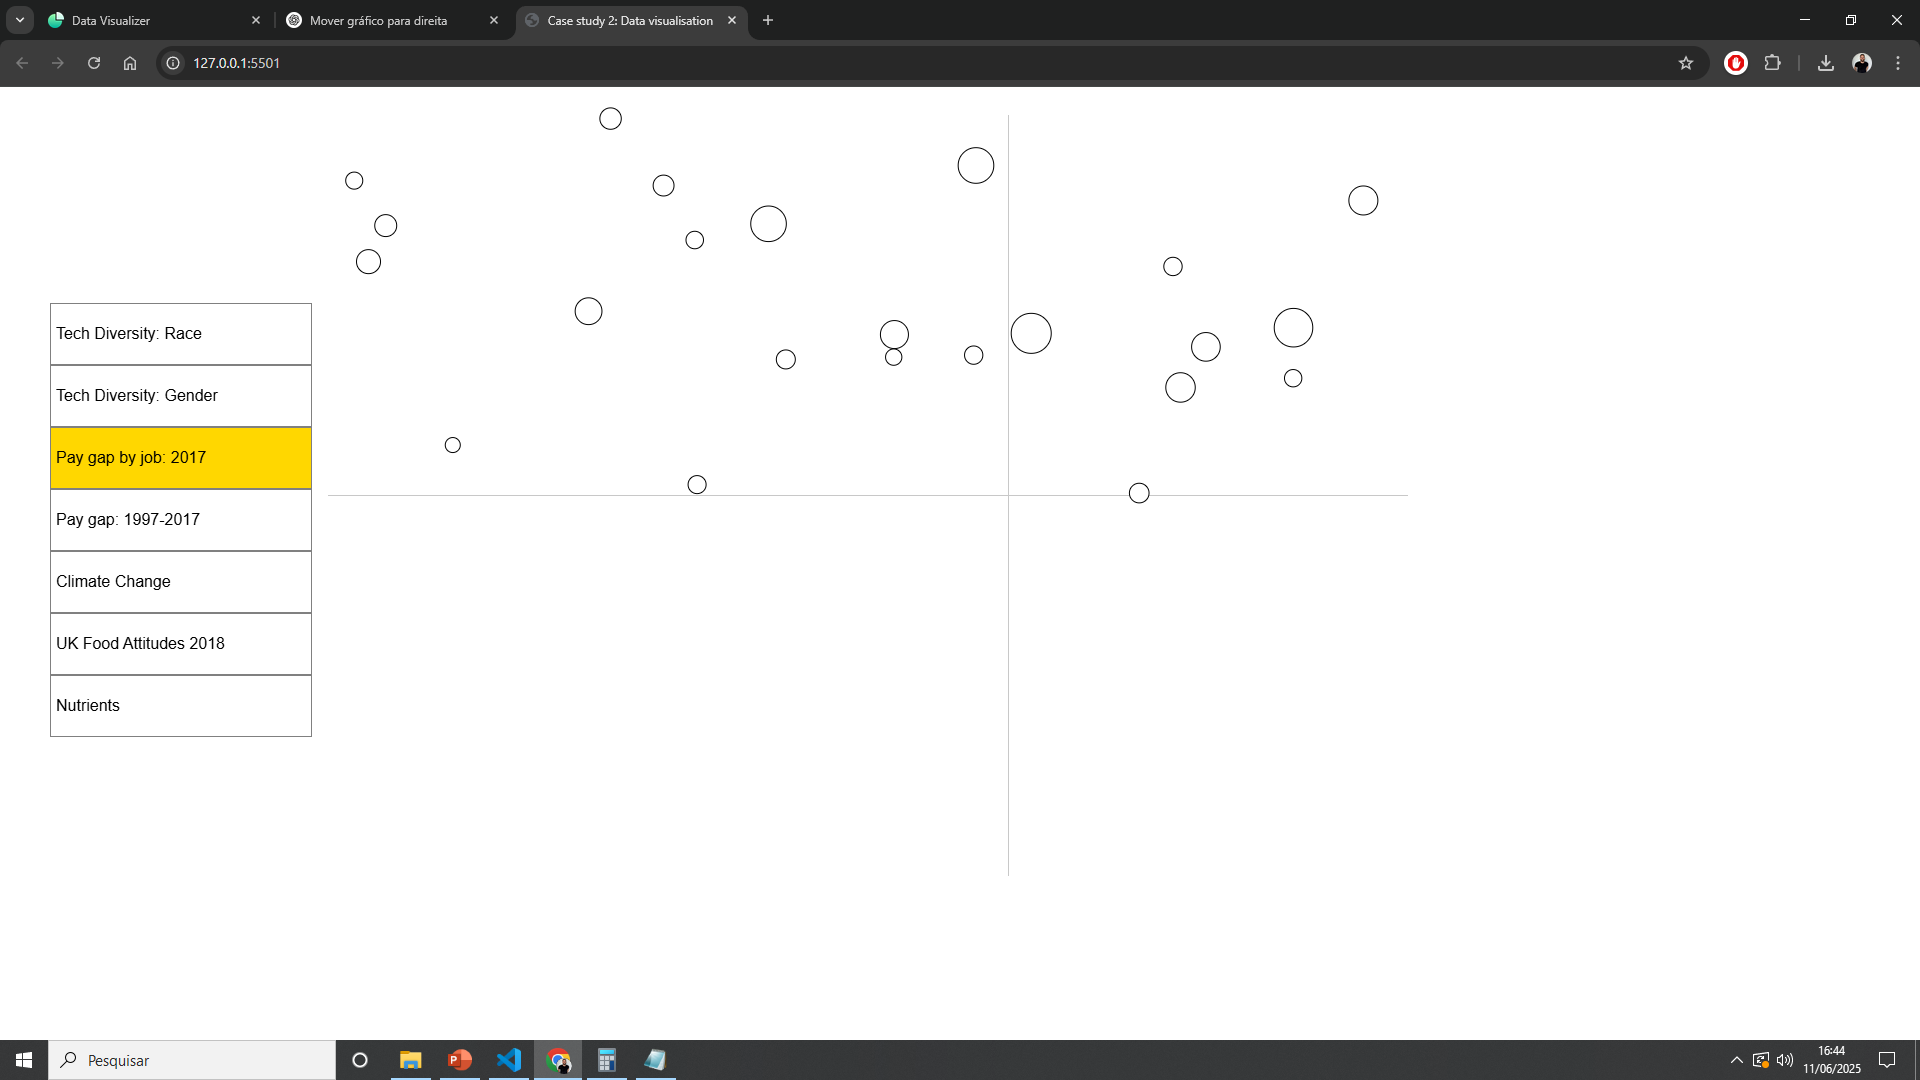 Data Visualizer
Mover gráfico para direita
Case study 2: Data visualisation
127.0.0.1:5501
Tech Diversity: Race
Tech Diversity: Gender
Pay gap by job: 2017
Pay gap: 1997-2017
Climate Change
UK Food Attitudes 2018
Nutrients
Pesquisar
16:44
11/06/2025